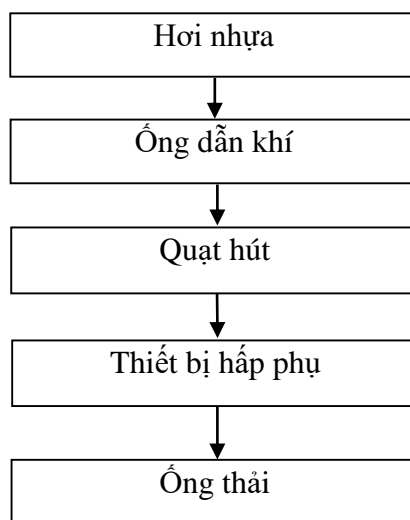 Hơi nhựa
Ống dẫn khí
Quạt hút
Thiết bị hấp phụ
Ống thải